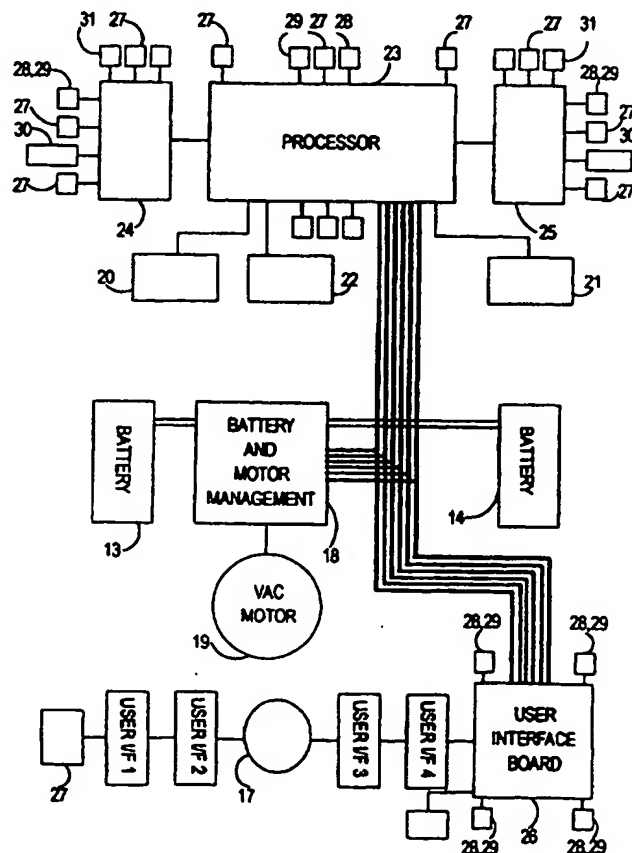 31 27 27 29 27 28 27 27 31
23
28,29 28,29
27 27
30 30
27 27
PROCESSOR
24 25
20 22 21
BATTERY
BATTERY
AND
MOTOR
MANAGEMENT
BATTERY
13 18 14
VAC
MOTOR
19
28,29 28,29
USER I/F 1
USER I/F 2
USER I/F 3
USER I/F 4
USER
INTERFACE
BOARD
27 17 26
28,29 28,29